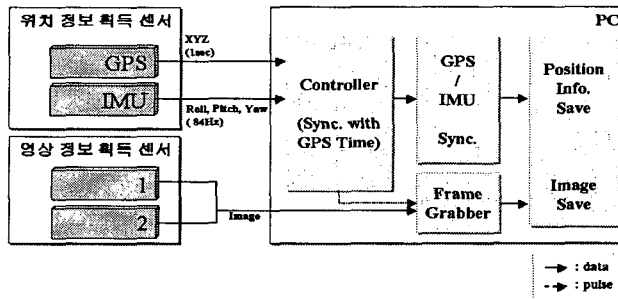 위치 정보 획득 센서
GPS
IMU
XYZ
(1sec)
Roll, Pitch, Yaw
(84Hz)
영상 정보 획득 센서
1
2
Image
PC
Controller
(Sync. with
GPS Time)
GPS
/
IMU
Sync.
Frame
Grabber
Position
Info.
Save
Image
Save
: data
: pulse